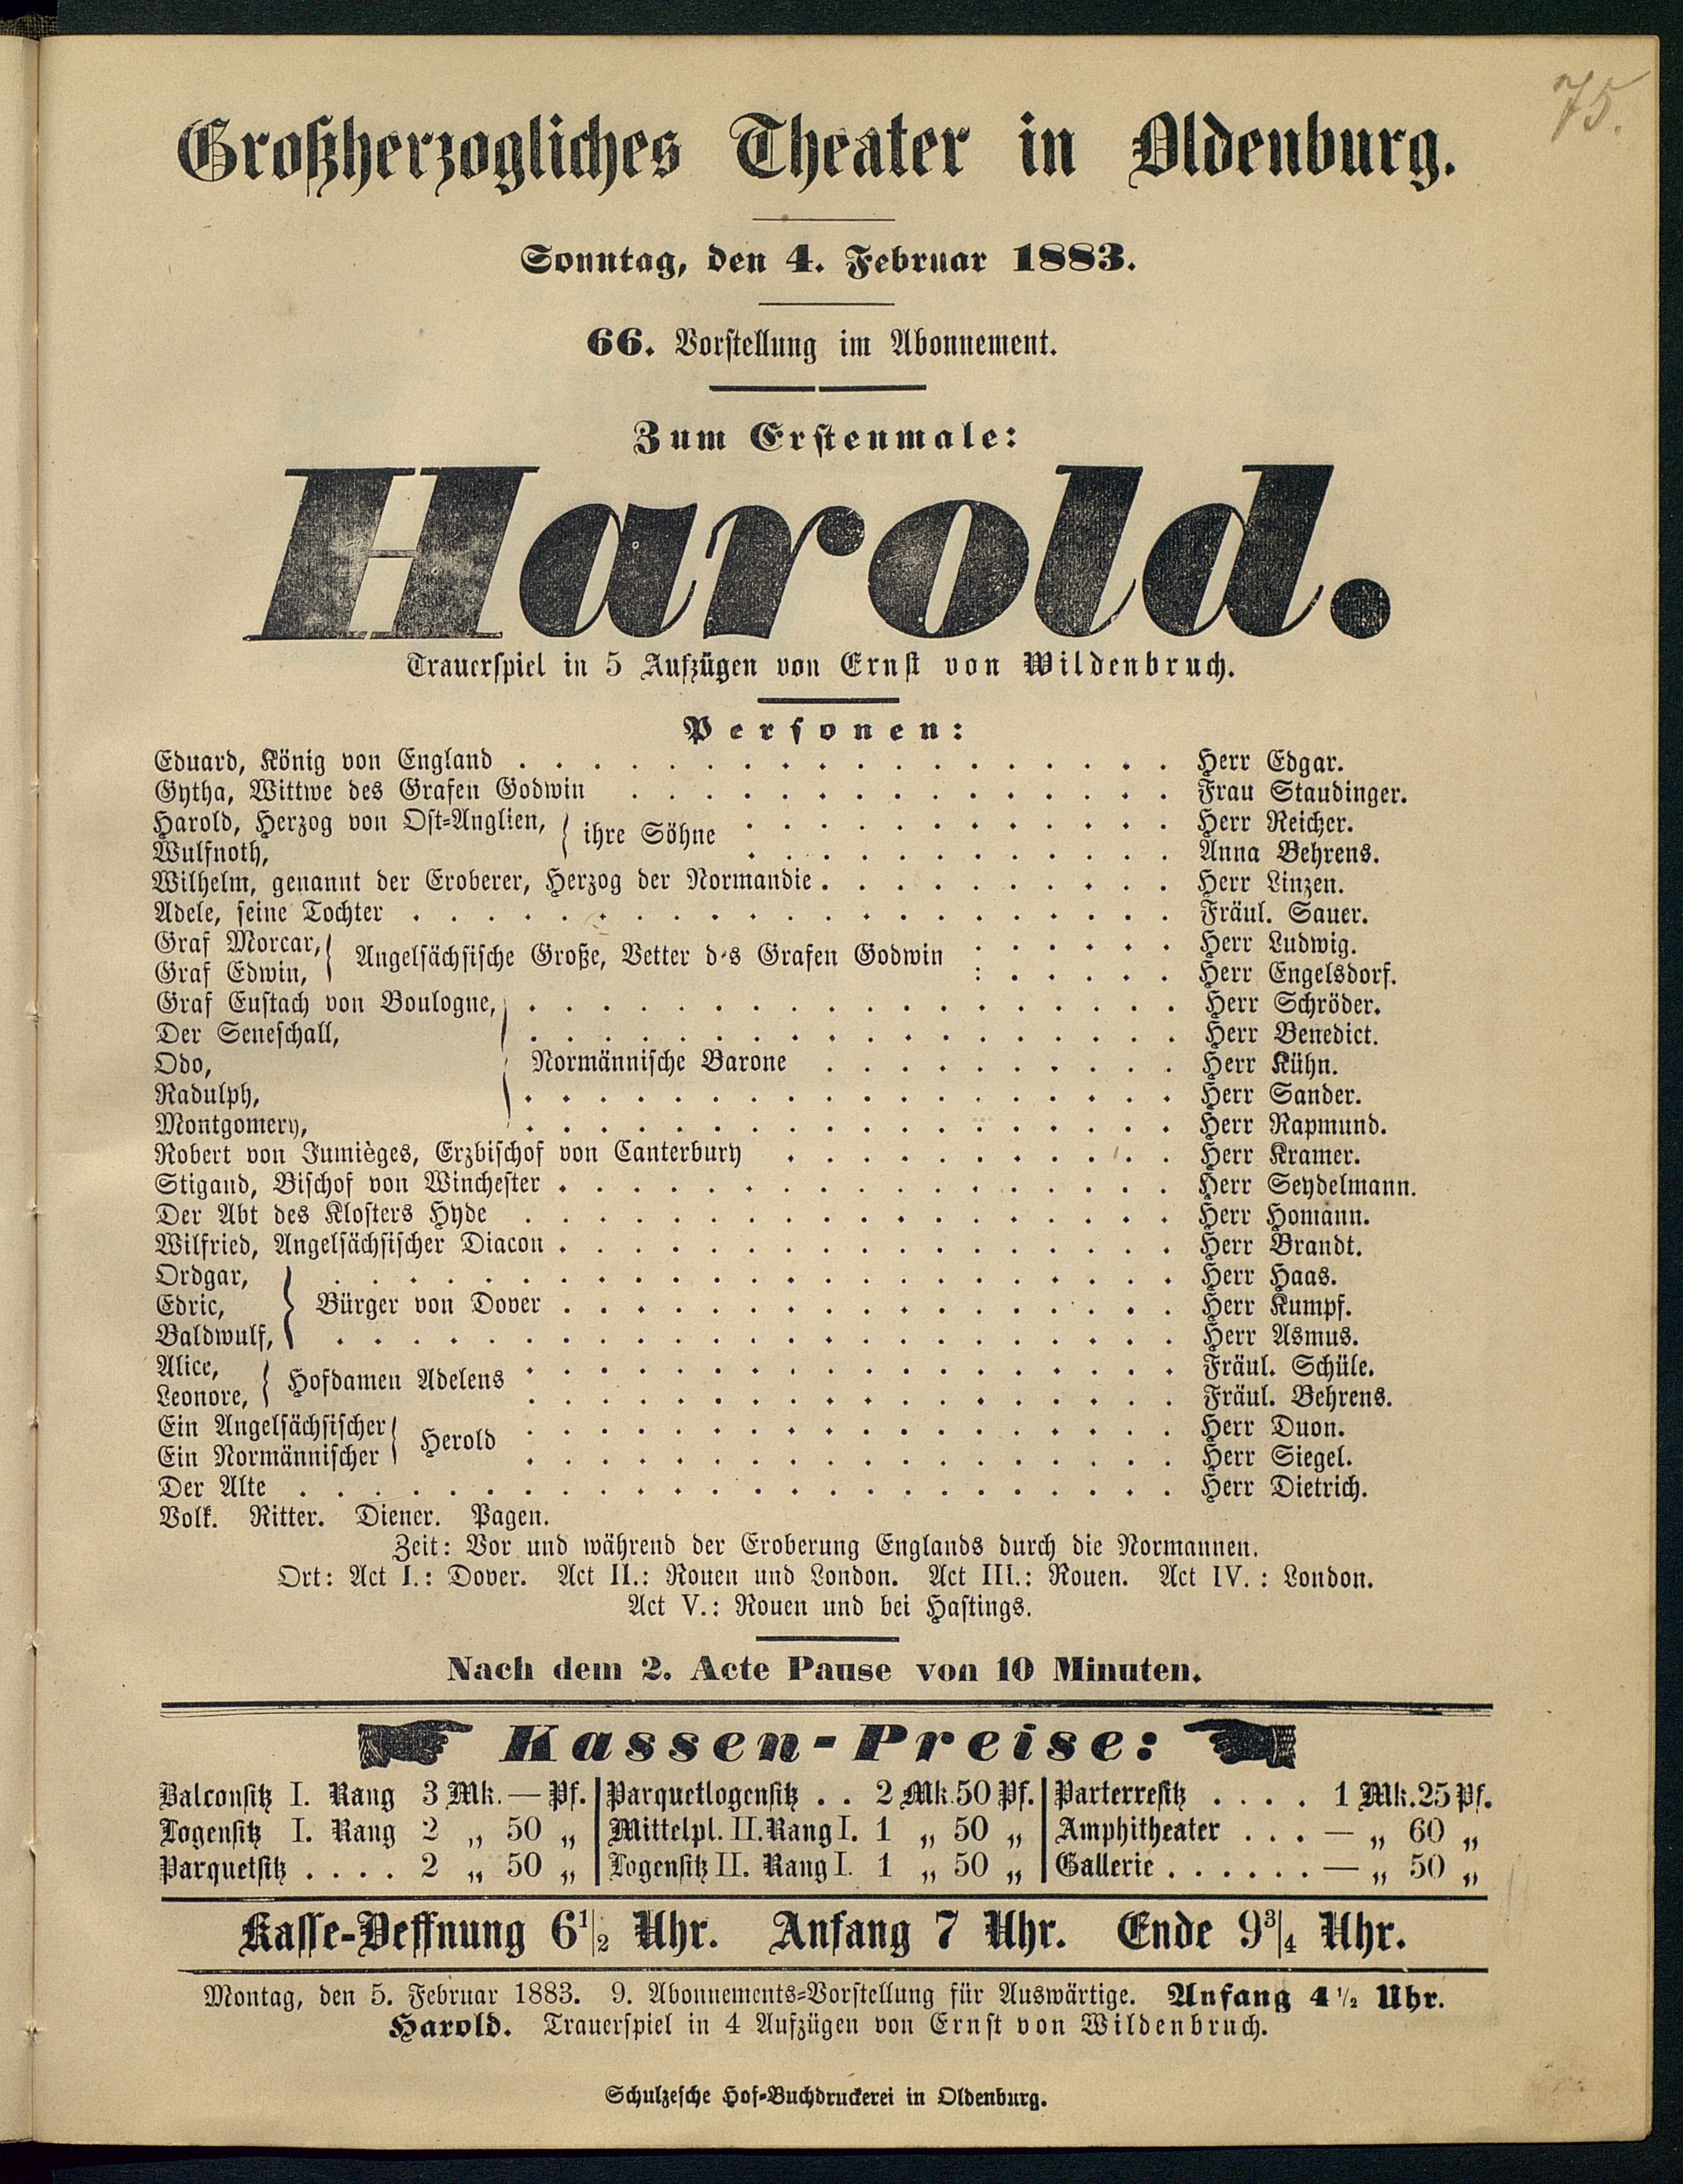 75.
Großherzogliches Theater in Oldenburg.
Sonntag, den 4. Februar 1883.
66. Vorstellung im Abonnement.
Zum Erstenmale:
Harold.
Trauerspiel in 5 Aufzügen von Ernst von Wildenbruch.
Personen:
Eduard, König von England . . . . . . . . . . . . . . . . . . Herr Edgar.
Gytha, Wittwe des Grafen Godwin . . . . . . . . . . . . . . . Frau Staudinger.
Harold, Herzog von Ost-Anglien, } ihre Söhne . . . . . . . . . . . . Herr Reicher.
Wulfnoth, . . . . . . . . . . . . Anna Behrens.
Wilhelm, genannt der Eroberer, Herzog der Normandie . . . . . . . . . . Herr Linzen.
Adele, seine Tochter . . . . . . . . . . . . . . . . . . . . . Fräul. Sauer.
Graf Morcar, } Angelsächsische Große, Vetter d s Grafen Godwin . . . . . . Herr Ludwig.
Graf Edwin, : . . . . . Herr Engelsdorf.
Graf Eustach von Boulogne, . . . . . . . . . . . . . . . . . . Herr Schröder.
Der Seneschall, . . . . . . . . . . . . . . . . . . Herr Benedict.
Odo, } Normännische Barone . . . . . . . . . . Herr Kühn.
Radulph, . . . . . . . . . . . . . . . . . . Herr Sander.
Montgomery, . . . . . . . . . . . . . . . . . . Herr Rapmund.
Robert von Jumièges, Erzbischof von Canterbury . . . . . . . . . . . Herr Kramer.
Stigand, Bischof von Winchester . . . . . . . . . . . . . . . . . Herr Seydelmann.
Der Abt des Klosters Hyde . . . . . . . . . . . . . . . . . . Herr Homann.
Wilfried, Angelsächsischer Diacon . . . . . . . . . . . . . . . . . Herr Brandt.
Ordgar, . . . . . . . . . . . . . . . . . . . . . . . Herr Haas.
Edric, } Bürger von Dover . . . . . . . . . . . . . . . . . Herr Kumpf.
Baldwulf, . . . . . . . . . . . . . . . . . . . . . . . Herr Asmus.
Alice, } Hofdamen Adelens . . . . . . . . . . . . . . . . . . Fräul. Schüle.
Leonore, . . . . . . . . . . . . . . . . . . Fräul. Behrens.
Ein Angelsächsischer } Herold . . . . . . . . . . . . . . . . . . Herr Duon.
Ein Normännischer . . . . . . . . . . . . . . . . . . Herr Siegel.
Der Alte . . . . . . . . . . . . . . . . . . . . . . . . Herr Dietrich.
Volk. Ritter. Diener. Pagen.
Zeit: Vor und während der Eroberung Englands durch die Normannen.
Ort: Act I.: Dover. Act II.: Rouen und London. Act III.: Rouen. Act IV.: London.
Act V.: Rouen und bei Hastings.
Nach dem 2. Acte Pause von 10 Minuten.
Kassen-Preise:
Balconsitz I. Rang 3 Mk. — Pf. | Parquetlogensitz . . 2 Mk. 50 Pf. | Parterresitz . . . . 1 Mk. 25 Pf.
Logensitz I. Rang 2 „ 50 „ | Mittelpl. II. Rang I. 1 „ 50 „ | Amphitheater . . . — „ 60 „
Parquetsitz . . . . 2 „ 50 „ | Logensitz II. Rang I. 1 „ 50 „ | Gallerie . . . . . . — „ 50 „
Kasse-Oeffnung 6 1/2 Uhr. Anfang 7 Uhr. Ende 9 3/4 Uhr.
Montag, den 5. Februar 1883. 9. Abonnements-Vorstellung für Auswärtige. Anfang 4 1/2 Uhr.
Harold. Trauerspiel in 4 Aufzügen von Ernst von Wildenbruch.
Schulzesche Hof-Buchdruckerei in Oldenburg.